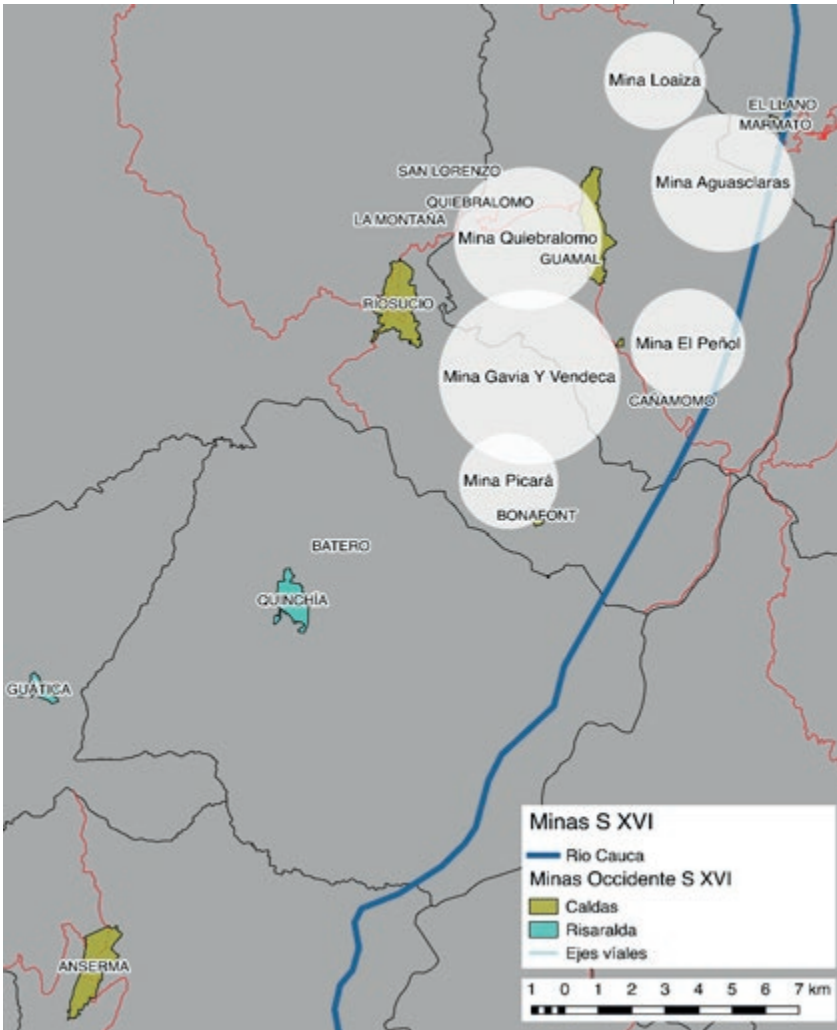 Mina Loaiza
EL LLANO
MARMATO
Mina Aguasclaras
SAN LORENZO
QUIEBRALOMO
LA MONTAÑA
Mina Quiebralomo
GUAMAL
RIOSUCIO
Mina El Peñol
Mina Gavia Y Vendeca
CAÑAMOMO
Mina Picará
BONAFONT
BATERO
QUINCHÍA
GUÁTICA
ANSERMA
Minas S XVI
Rio Cauca
Minas Occidente S XVI
Caldas
Risaralda
Ejes víales
1 0 1 2 3 4 5 6 7 km